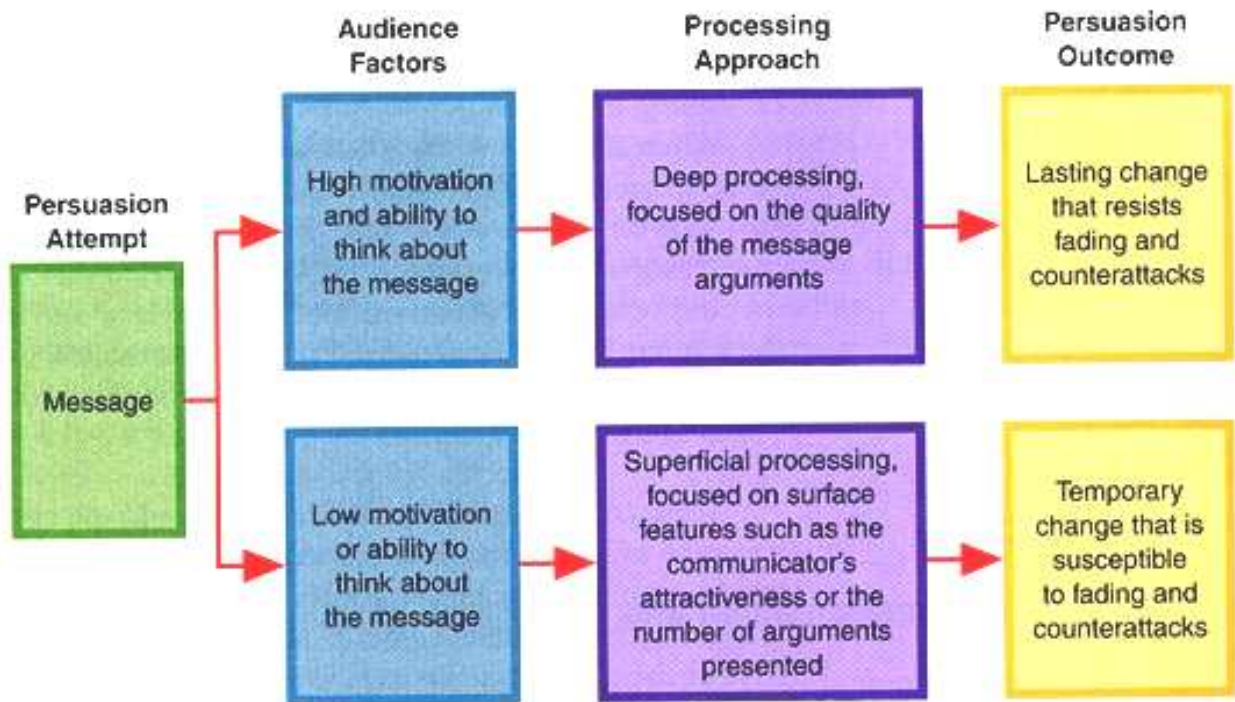 Audience
Factors
Processing
Approach
Persuasion
Outcome
Persuasion
Attempt
Message
High motivation
and ability to
think about
the message
Deep processing,
focused on the quality
of the message
arguments
Lasting change
that resists
fading and
counterattacks
Low motivation
or ability to
think about
the message
Superficial processing,
focused on surface
features such as the
communicator's
attractiveness or the
number of arguments
presented
Temporary
change that is
susceptible
to fading and
counterattacks